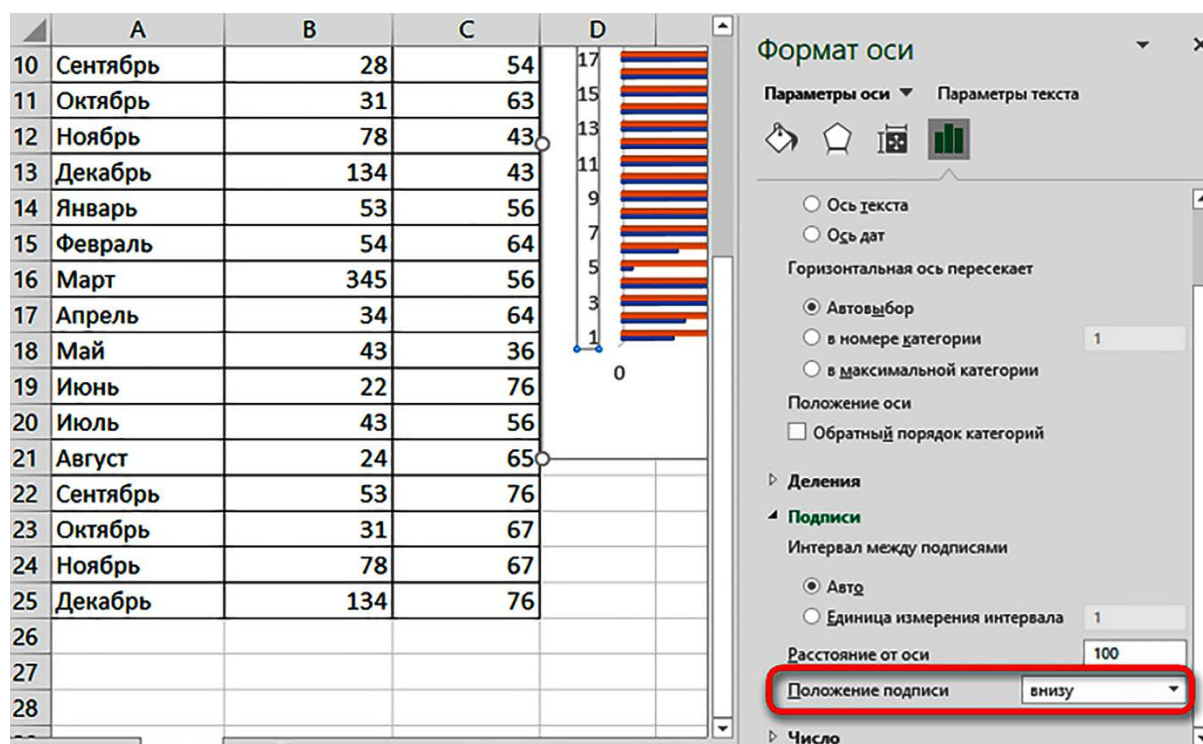 A B C D
10 Сентябрь 28 54
11 Октябрь 31 63
12 Ноябрь 78 43
13 Декабрь 134 43
14 Январь 53 56
15 Февраль 54 64
16 Март 345 56
17 Апрель 34 64
18 Май 43 36
19 Июнь 22 76
20 Июль 43 56
21 Август 24 65
22 Сентябрь 53 76
23 Октябрь 31 67
24 Ноябрь 78 67
25 Декабрь 134 76
26
27
28
17
15
13
11
9
7
5
3
1
0
Формат оси
Параметры оси Параметры текста
Ось текста
Ось дат
Горизонтальная ось пересекает
Автовыбор
в номере категории 1
в максимальной категории
Положение оси
Обратный порядок категорий
Деления
Подписи
Интервал между подписями
Авто
Единица измерения интервала 1
Расстояние от оси 100
Положение подписи внизу
Число